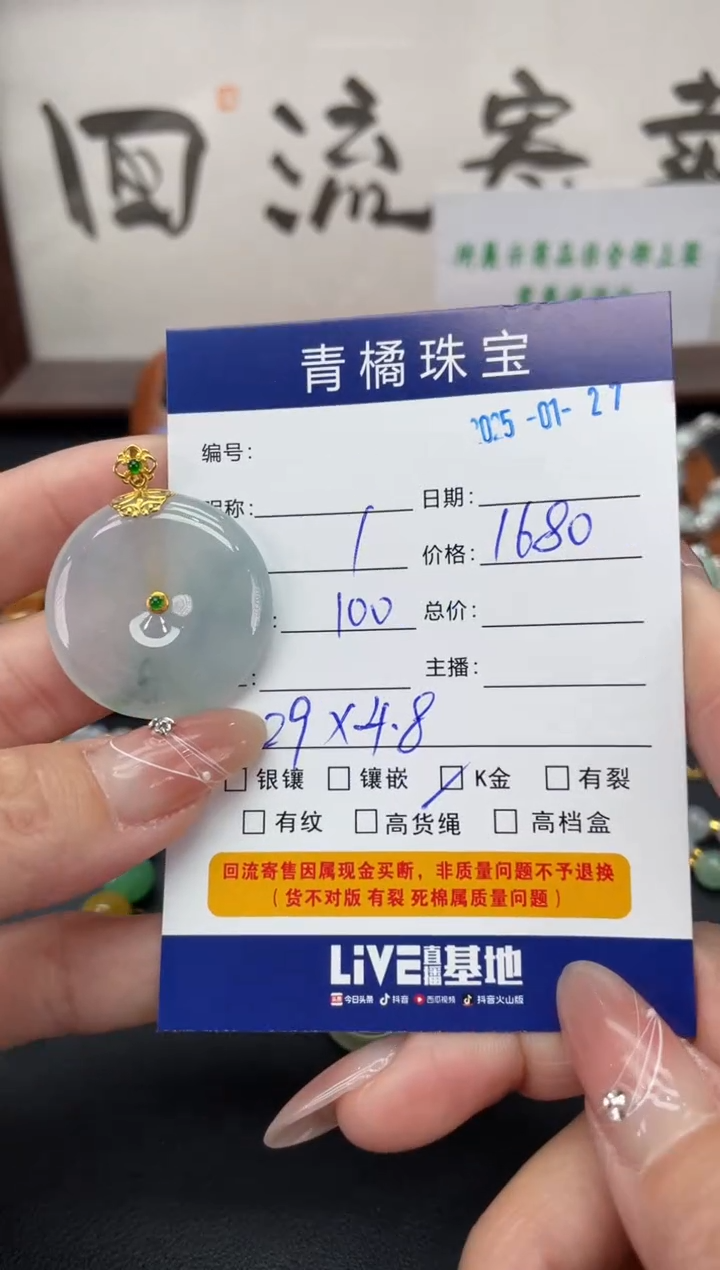 回流寄
青橘珠宝
2025-01-27
编号:
昵称: 日期:
1 价格: 1680
: 100 总价:
: 主播:
29×4.8
银镶 镶嵌 K金 有裂
有纹 高货绳 高档盒
回流寄售因属现金买断,非质量问题不予退换
(货不对版 有裂 死棉属质量问题)
LiVE直播基地
今日头条 抖音 西瓜视频 抖音火山版